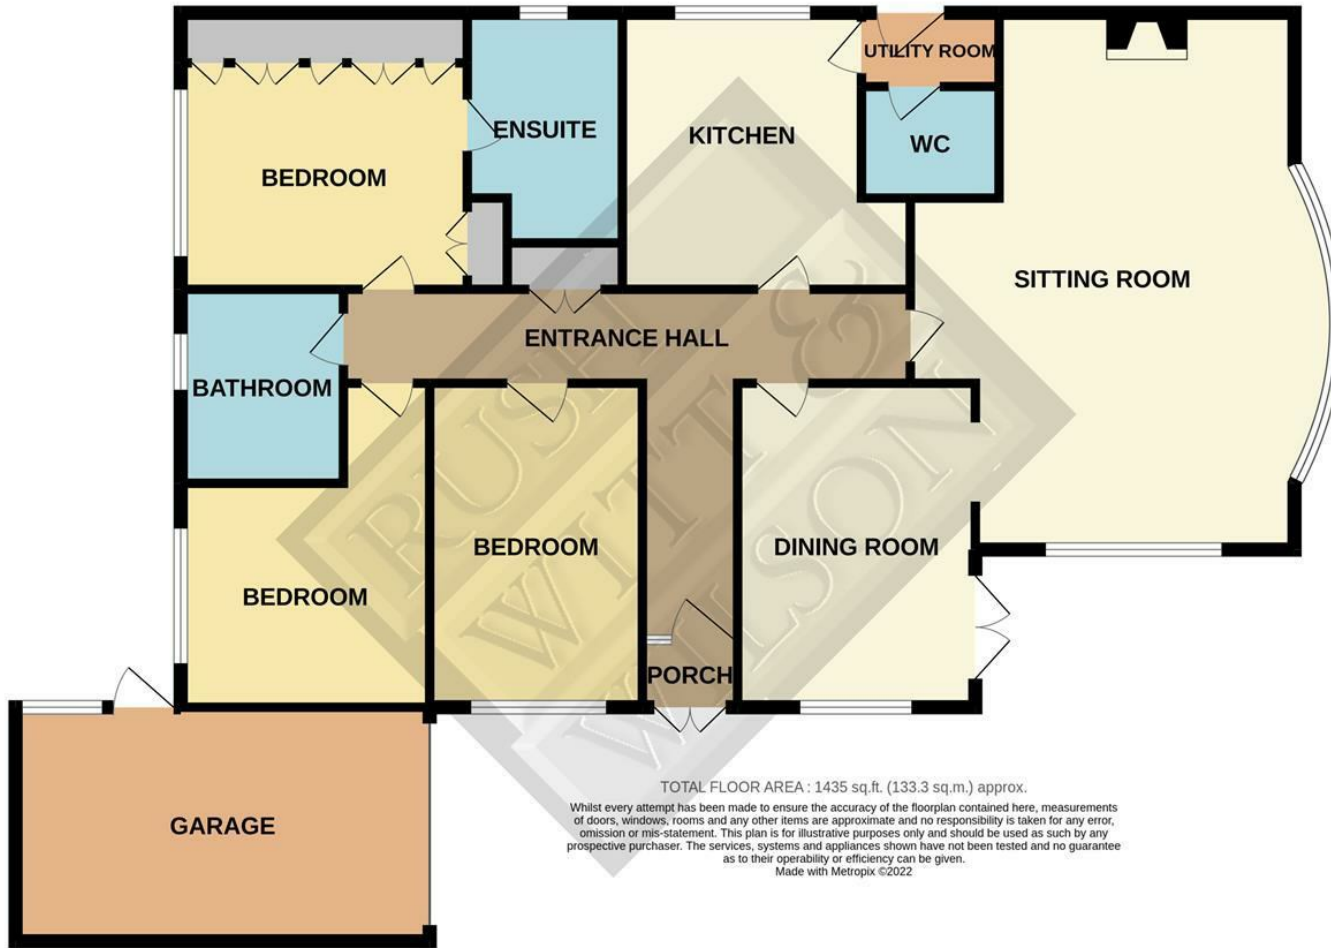 UTILITY ROOM
ENSUITE
KITCHEN
WC
BEDROOM
SITTING ROOM
ENTRANCE HALL
BATHROOM
BEDROOM
DINING ROOM
BEDROOM
PORCH
GARAGE
RUSH
WITT &
WILSON
TOTAL FLOOR AREA : 1435 sq.ft. (133.3 sq.m.) approx.
Whilst every attempt has been made to ensure the accuracy of the floorplan contained here, measurements
of doors, windows, rooms and any other items are approximate and no responsibility is taken for any error,
omission or mis-statement. This plan is for illustrative purposes only and should be used as such by any
prospective purchaser. The services, systems and appliances shown have not been tested and no guarantee
as to their operability or efficiency can be given.
Made with Metropix ©2022